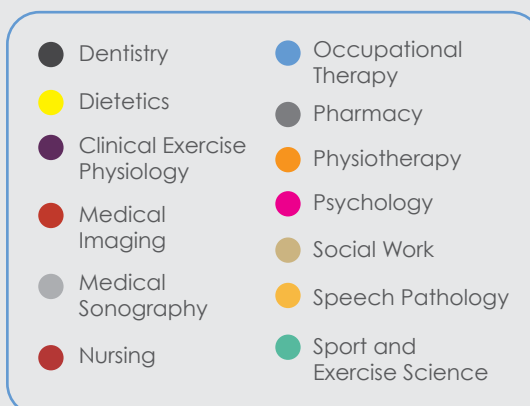 Dentistry
Dietetics
Clinical Exercise
Physiology
Medical
Imaging
Medical
Sonography
Nursing
Occupational
Therapy
Pharmacy
Physiotherapy
Psychology
Social Work
Speech Pathology
Sport and
Exercise Science